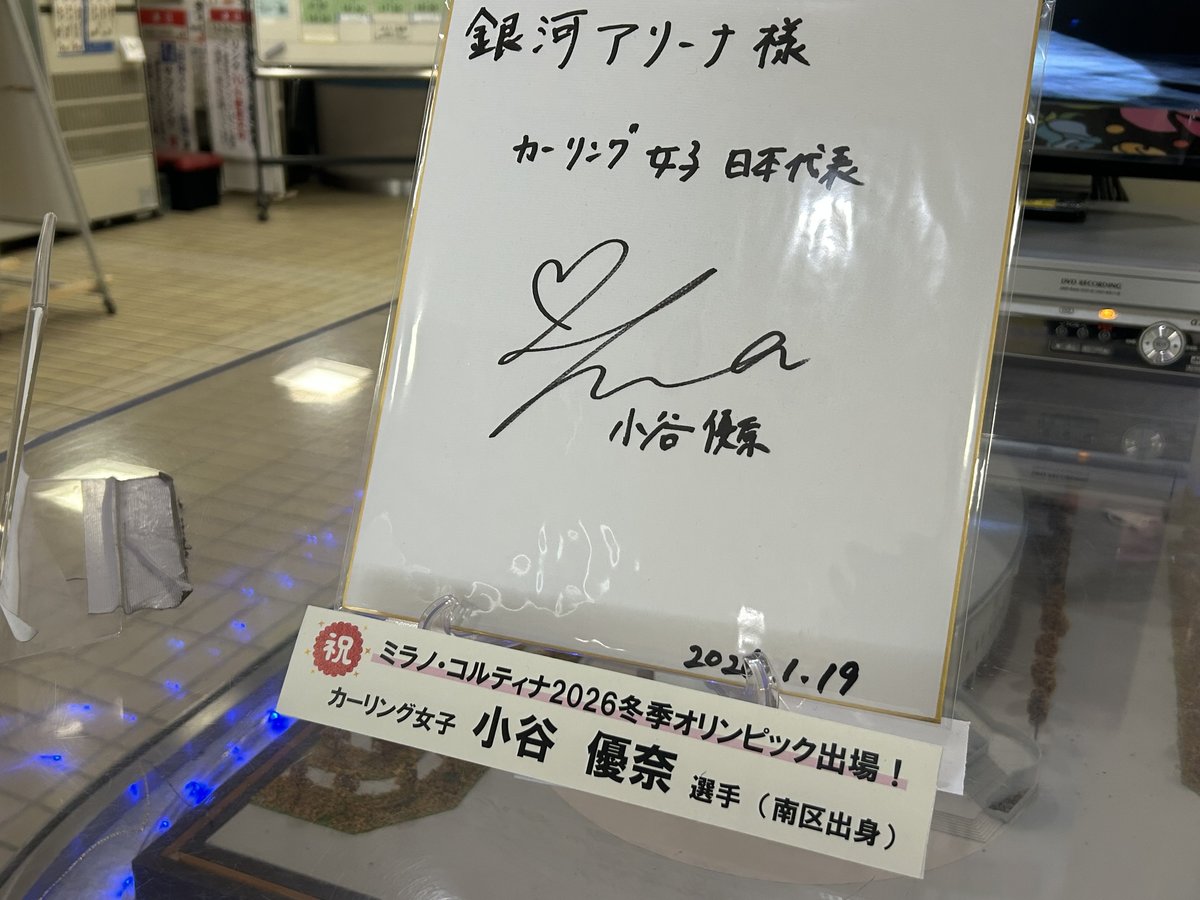 銀河アリーナ様
カーリング女子日本代表
小谷優奈
1.19
祝
ミラノ・コルティナ2026冬季オリンピック出場！
カーリング女子 小谷 優奈 選手（南区出身）
DVD RECORDING